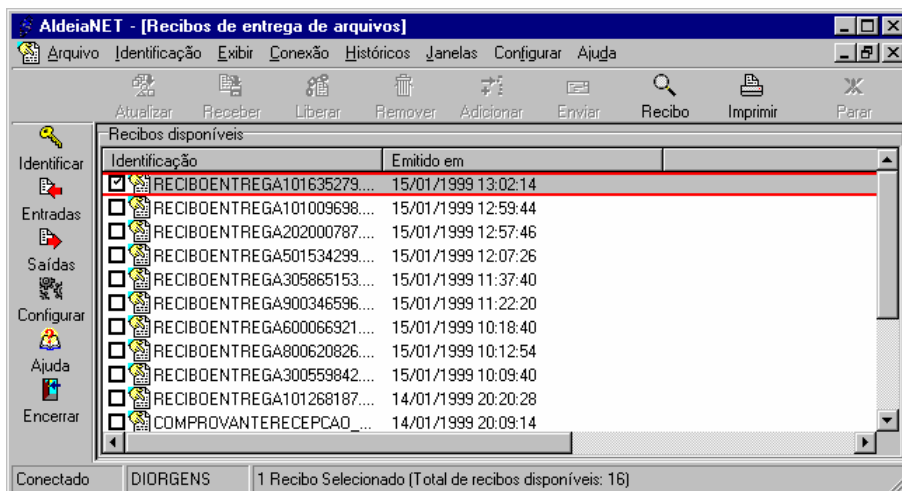 AldeiaNET - [Recibos de entrega de arquivos]
Arquivo Identificação Exibir Conexão Históricos Janelas Configurar Ajuda
Atualizar Receber Liberar Remover Adicionar Enviar Recibo Imprimir Parar
Identificar
Entradas
Saídas
Configurar
Ajuda
Encerrar
Recibos disponíveis
Identificação Emitido em
RECIBOENTREGA101635279.... 15/01/1999 13:02:14
RECIBOENTREGA101009698.... 15/01/1999 12:59:44
RECIBOENTREGA202000787.... 15/01/1999 12:57:46
RECIBOENTREGA501534299.... 15/01/1999 12:07:26
RECIBOENTREGA305865153.... 15/01/1999 11:37:40
RECIBOENTREGA900346596.... 15/01/1999 11:22:20
RECIBOENTREGA600066921.... 15/01/1999 10:18:40
RECIBOENTREGA800620826.... 15/01/1999 10:12:54
RECIBOENTREGA300559842.... 15/01/1999 10:09:40
RECIBOENTREGA101268187.... 14/01/1999 20:20:28
COMPROVANTERECEPCAO_... 14/01/1999 20:09:14
Conectado DIORGENS 1 Recibo Selecionado (Total de recibos disponíveis: 16)